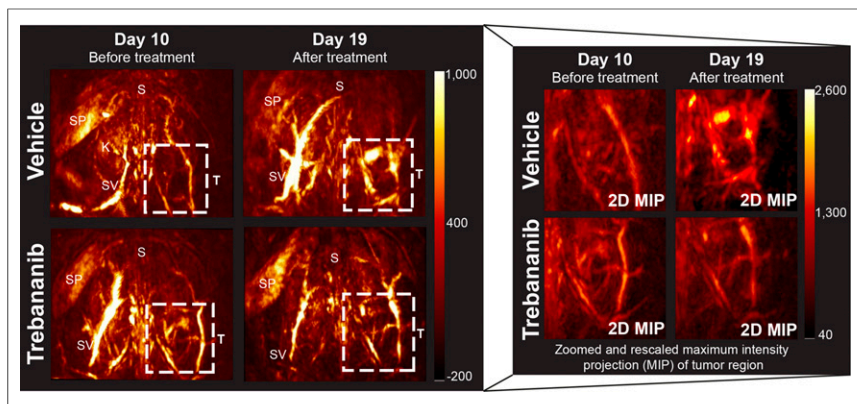 Day 10
Before treatment
Day 19
After treatment
Vehicle
S
SP
K
SV
T
S
SP
SV
T
1,000
400
-200
Trebananib
S
SP
SV
T
S
SP
SV
T
Day 10
Before treatment
Day 19
After treatment
2D MIP
2D MIP
2D MIP
2D MIP
2,600
1,300
40
Zoomed and rescaled maximum intensity
projection (MIP) of tumor region